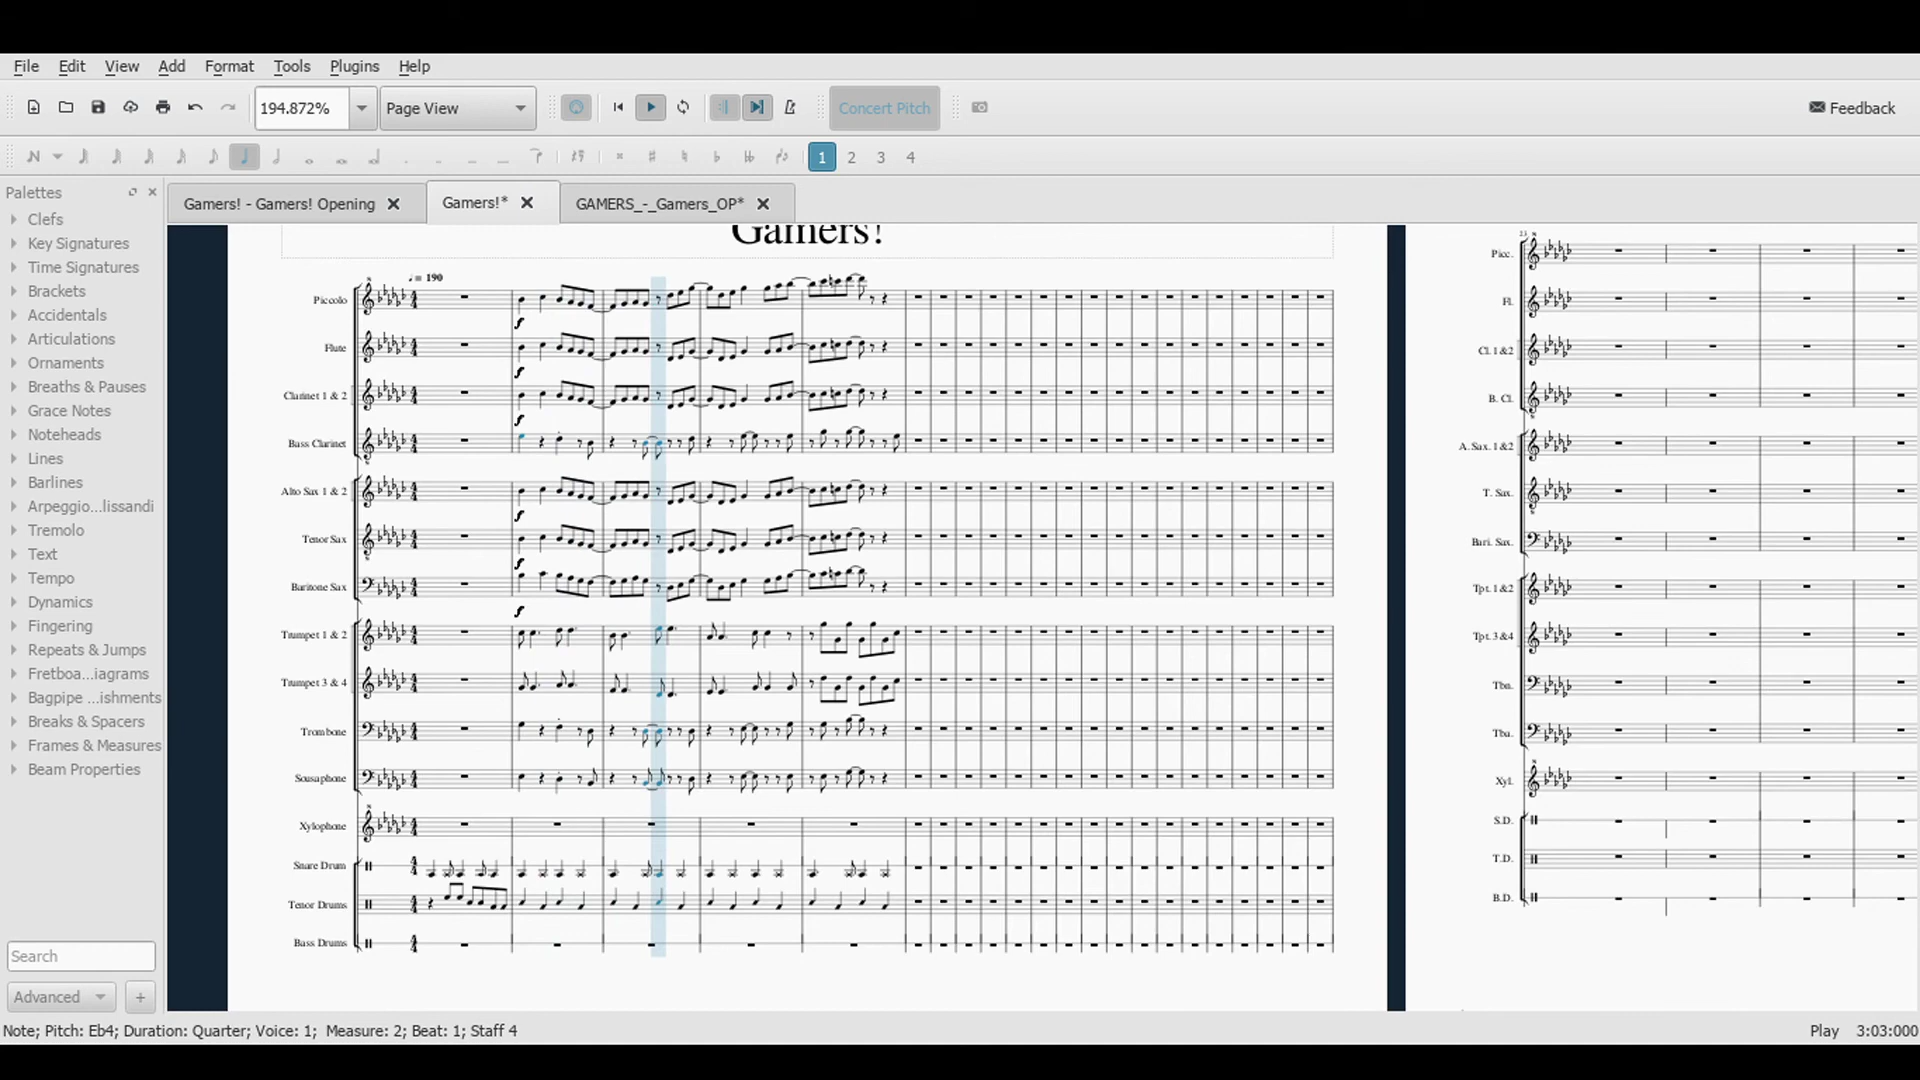 File Edit View Add Format Tools Plugins Help
194.872% Page View Concert Pitch Feedback
1 2 3 4
Palettes
Gamers! - Gamers! Opening Gamers!* GAMERS_-_Gamers_OP*
Clefs
Key Signatures
Time Signatures
Brackets
Accidentals
Articulations
Ornaments
Breaths & Pauses
Grace Notes
Noteheads
Lines
Barlines
Arpeggio...lissandi
Tremolo
Text
Tempo
Dynamics
Fingering
Repeats & Jumps
Fretboa...iagrams
Bagpipe ...ishments
Breaks & Spacers
Frames & Measures
Beam Properties
Search
Advanced +
Gamers!
= 190
Piccolo
Flute
Clarinet 1 & 2
Bass Clarinet
Alto Sax 1 & 2
Tenor Sax
Baritone Sax
Trumpet 1 & 2
Trumpet 3 & 4
Trombone
Sousaphone
Xylophone
Snare Drum
Tenor Drums
Bass Drums
Picc.
Fl.
Cl. 1&2
B. Cl.
A. Sax. 1&2
T. Sax.
Bari. Sax.
Tpt. 1&2
Tpt. 3&4
Tbn.
Tba.
Xyl.
S.D.
T.D.
B.D.
Note; Pitch: Eb4; Duration: Quarter; Voice: 1; Measure: 2; Beat: 1; Staff 4
Play 3:03:000